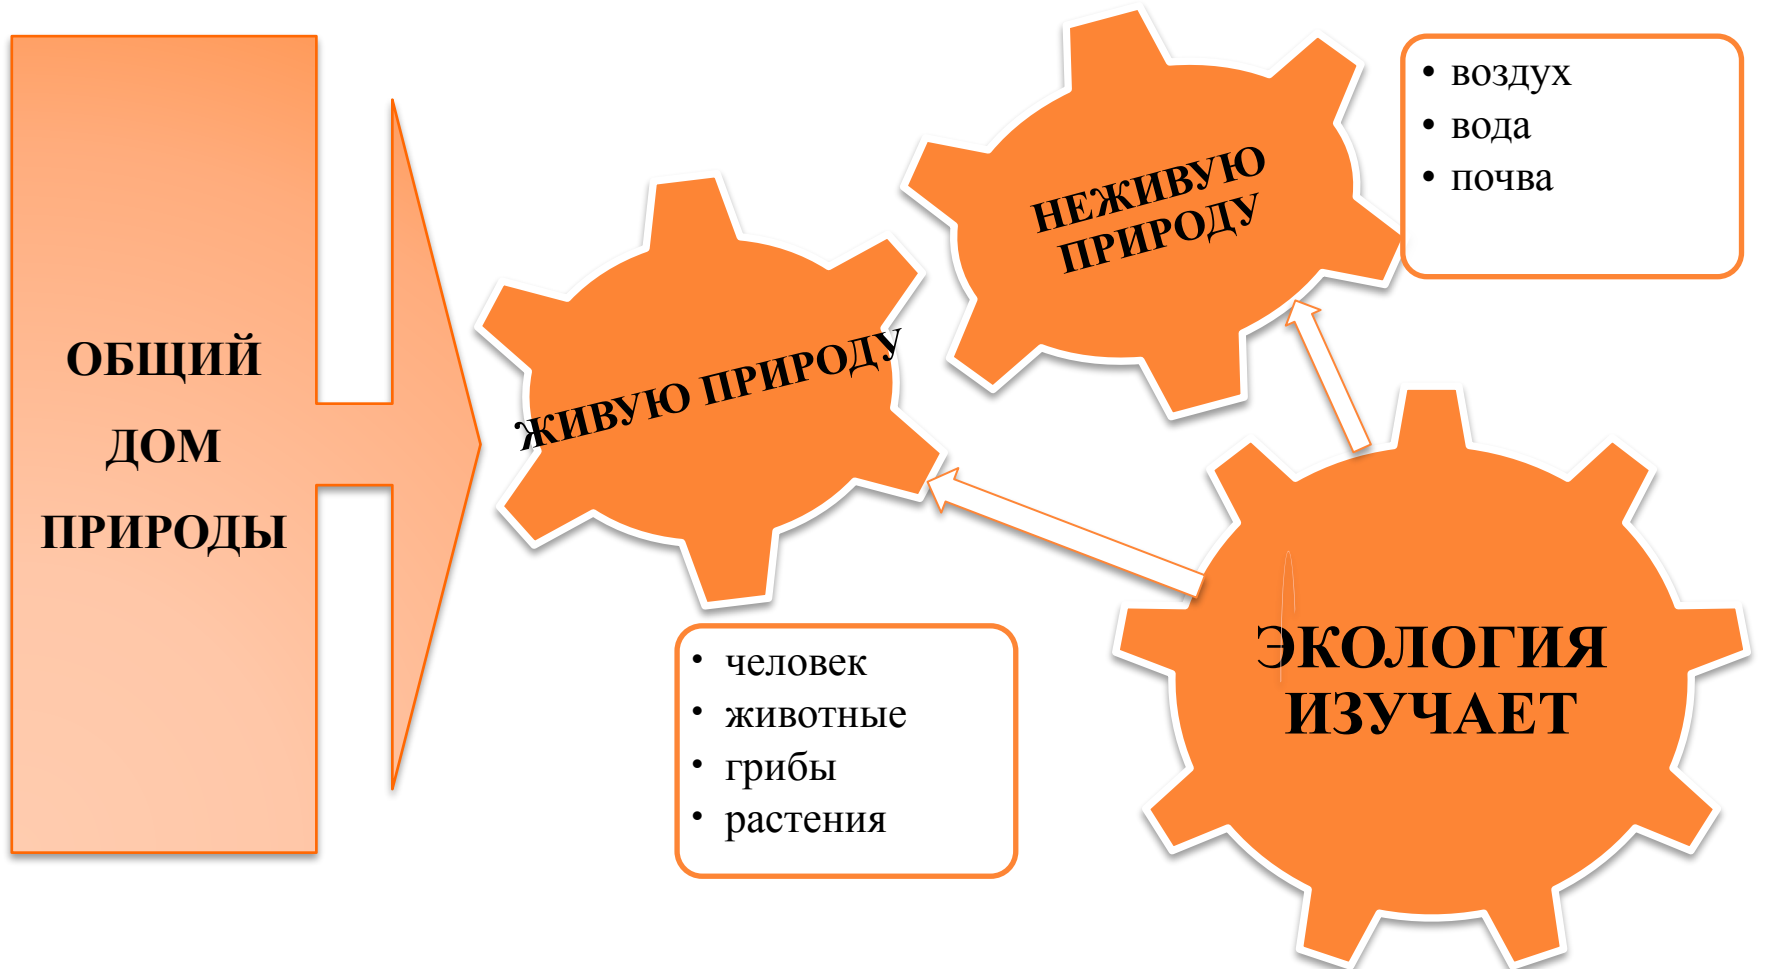 ОБЩИЙ
ДОМ
ПРИРОДЫ
ЖИВУЮ ПРИРОДУ
• человек
• животные
• грибы
• растения
НЕЖИВУЮ
ПРИРОДУ
• воздух
• вода
• почва
ЭКОЛОГИЯ
ИЗУЧАЕТ